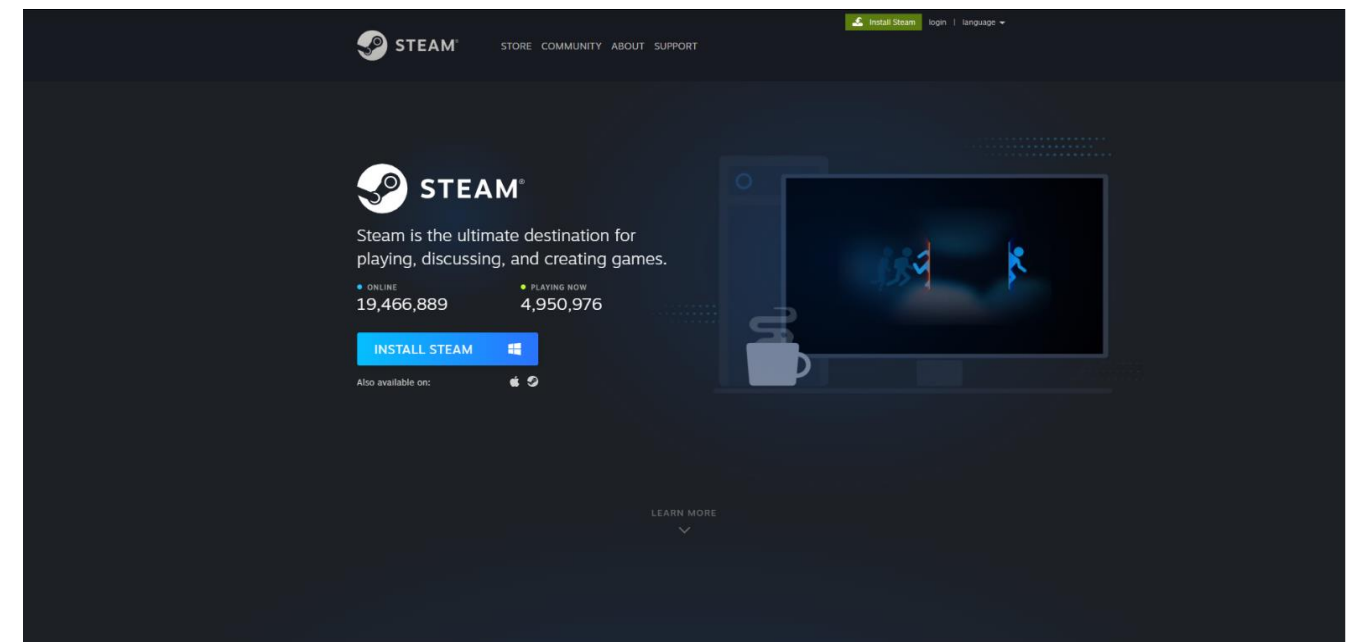 Install Steam login | language
STEAM® STORE COMMUNITY ABOUT SUPPORT
STEAM®
Steam is the ultimate destination for
playing, discussing, and creating games.
ONLINE PLAYING NOW
19,466,889 4,950,976
INSTALL STEAM
Also available on:
LEARN MORE